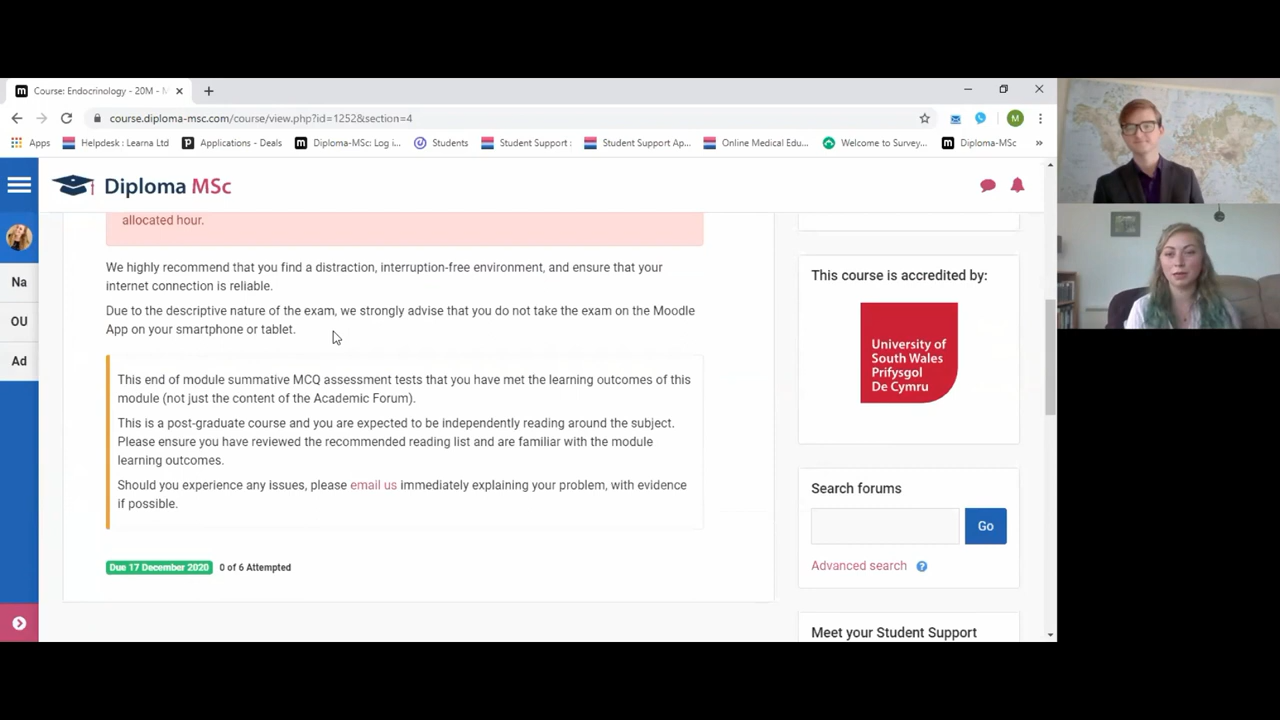 Course: Endocrinology - 20M - M
course.diploma-msc.com/course/view.php?id=1252&section=4
M
Apps
Helpdesk : Learna Ltd
Applications - Deals
Diploma-MSc: Log i...
Students
Student Support :
Student Support Ap...
Online Medical Edu...
Welcome to Survey...
Diploma-MSc
»
Diploma MSc
Na
OU
Ad
allocated hour.
We highly recommend that you find a distraction, interruption-free environment, and ensure that your
internet connection is reliable.
Due to the descriptive nature of the exam, we strongly advise that you do not take the exam on the Moodle
App on your smartphone or tablet.
This end of module summative MCQ assessment tests that you have met the learning outcomes of this
module (not just the content of the Academic Forum).
This is a post-graduate course and you are expected to be independently reading around the subject.
Please ensure you have reviewed the recommended reading list and are familiar with the module
learning outcomes.
Should you experience any issues, please email us immediately explaining your problem, with evidence
if possible.
Due 17 December 2020 0 of 6 Attempted
This course is accredited by:
University of
South Wales
Prifysgol
De Cymru
Search forums
Go
Advanced search ?
Meet your Student Support